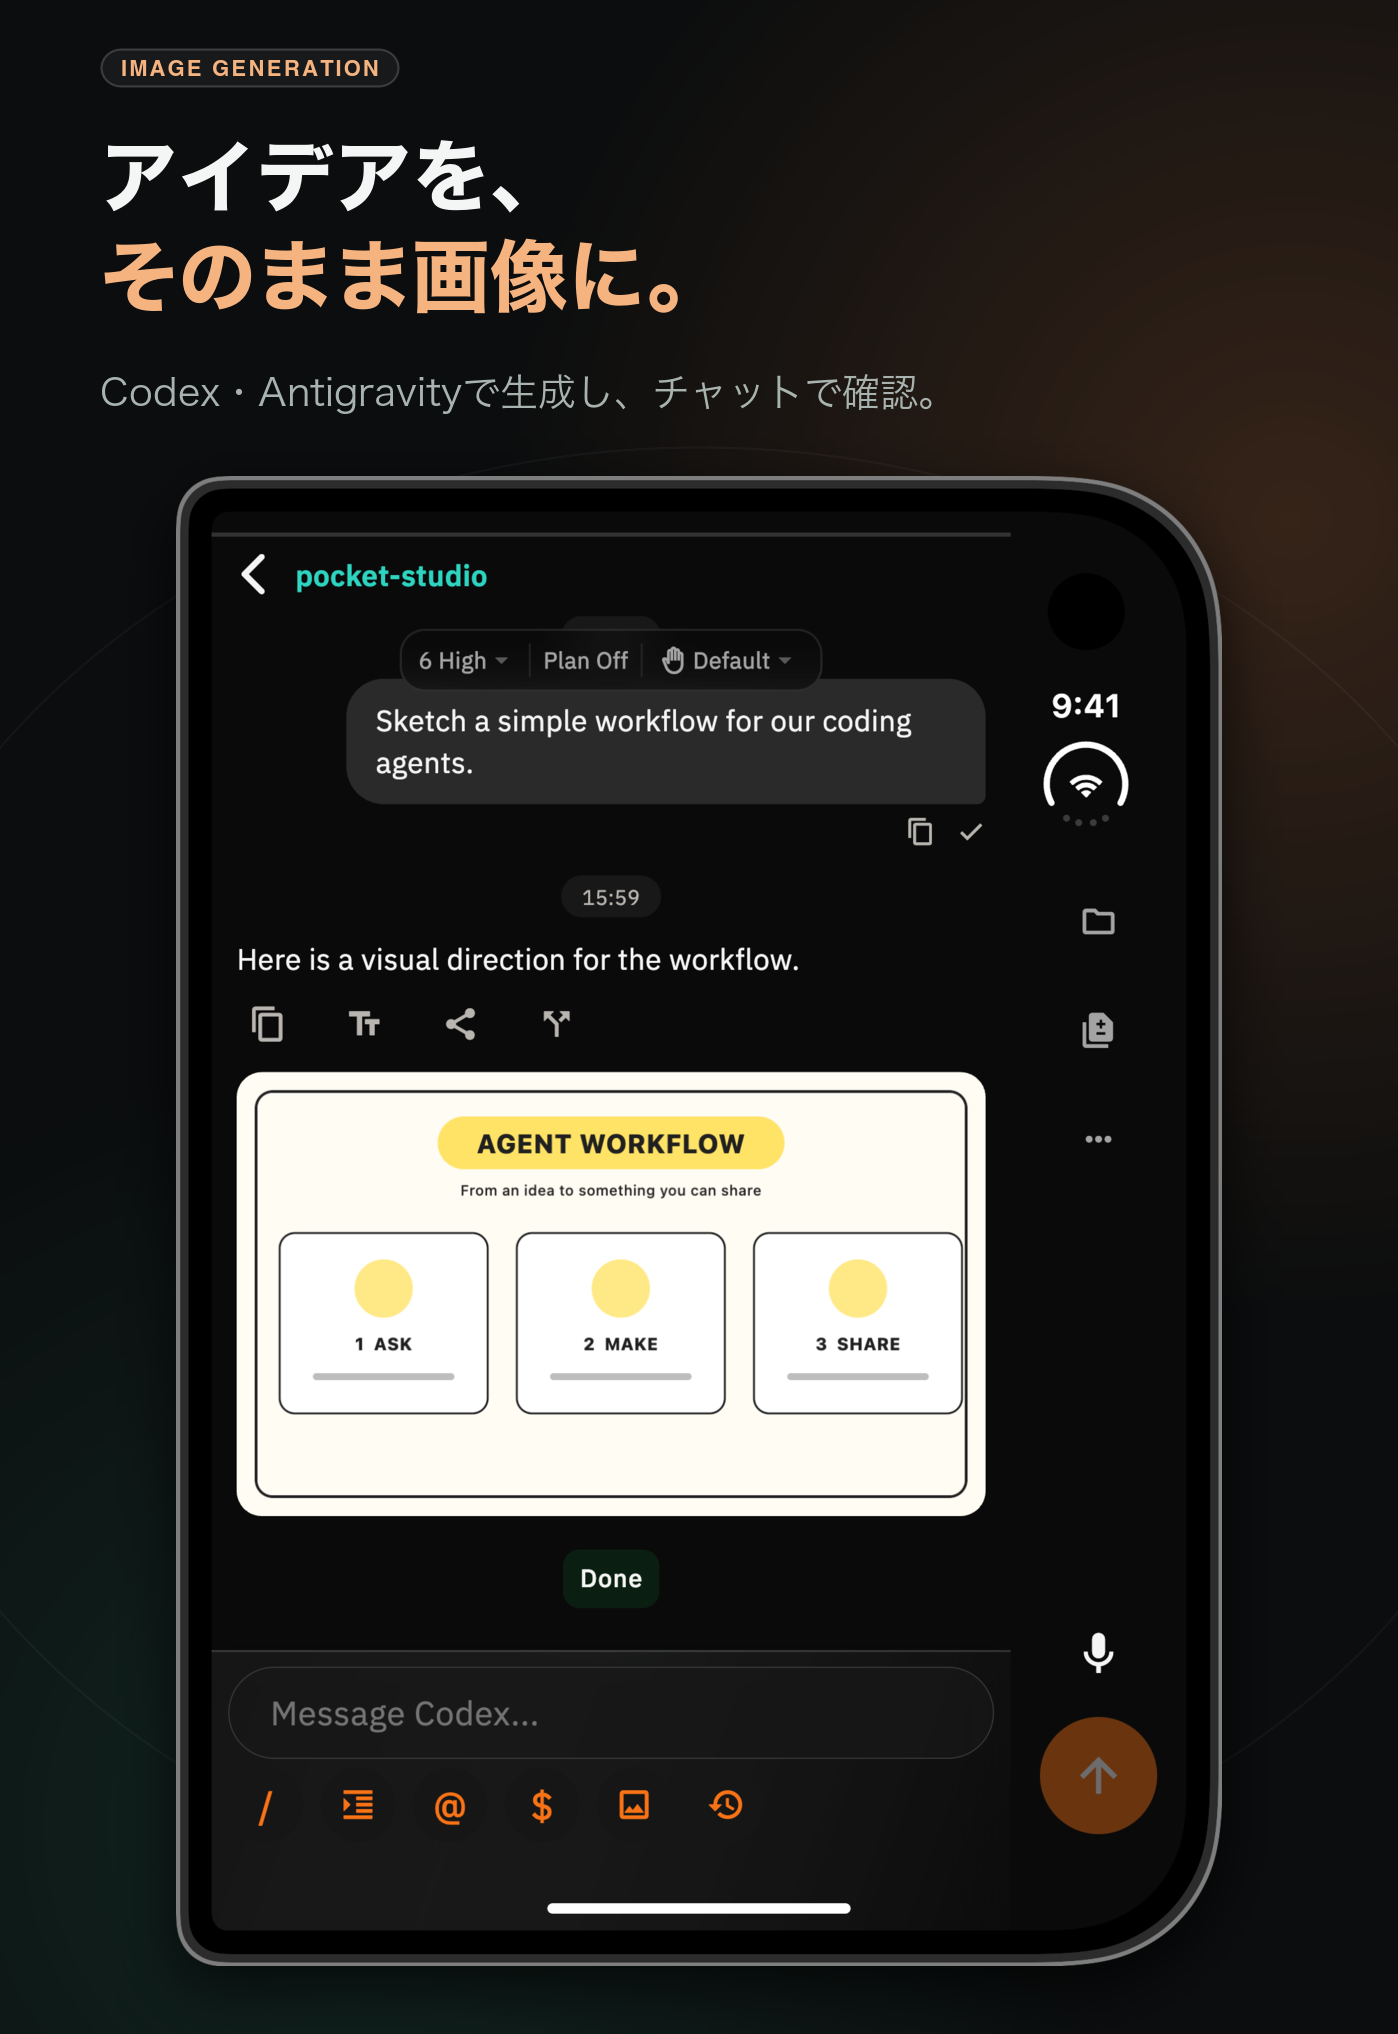 IMAGE GENERATION
アイデアを、
そのまま画像に。
Codex・Antigravityで生成し、チャットで確認。
pocket-studio
6 High
Plan Off
Default
Sketch a simple workflow for our coding
agents.
9:41
15:59
Here is a visual direction for the workflow.
AGENT WORKFLOW
From an idea to something you can share
1 ASK
2 MAKE
3 SHARE
Done
Message Codex...
/
@
$